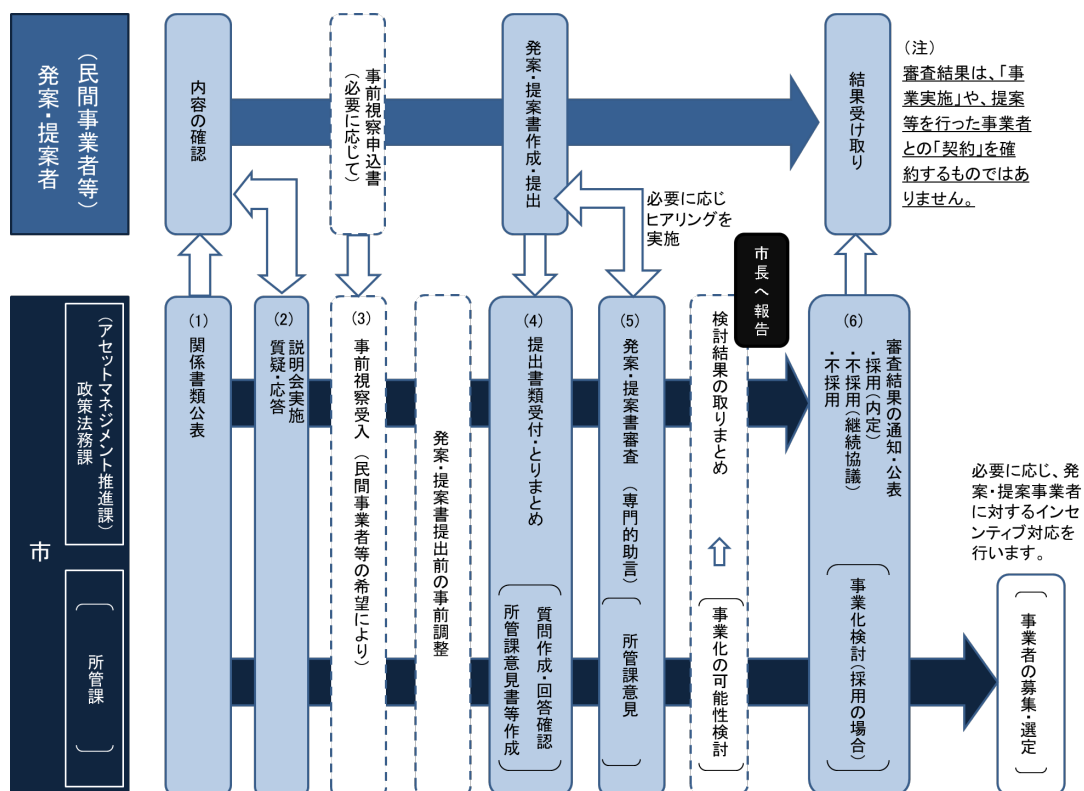 発案・提案者
（民間事業者等）
内容の確認
事前視察申込書
（必要に応じて）
発案・提案書作成・提出
結果受け取り
（注）
審査結果は、「事
業実施」や、提案
等を行った事業者
との「契約」を確
約するものではあ
りません。
必要に応じ
ヒアリングを
実施
市長へ報告
市
（アセットマネジメント推進課）
政策法務課
所管課
(1)
関係書類公表
(2)
説明会実施
質疑・応答
(3)
事前視察受入　（民間事業者等の希望により）
発案・提案書提出前の事前調整
(4)
提出書類受付・とりまとめ
質問作成・回答確認
所管課意見書等作成
(5)
発案・提案書審査　（専門的助言）
所管課意見
検討結果の取りまとめ
事業化の可能性検討
(6)
審査結果の通知・公表
・採用（内定）
・不採用（継続協議）
・不採用
事業化検討（採用の場合）
必要に応じ、発
案・提案事業者
に対するインセ
ンティブ対応を
行います。
事業者の募集・選定